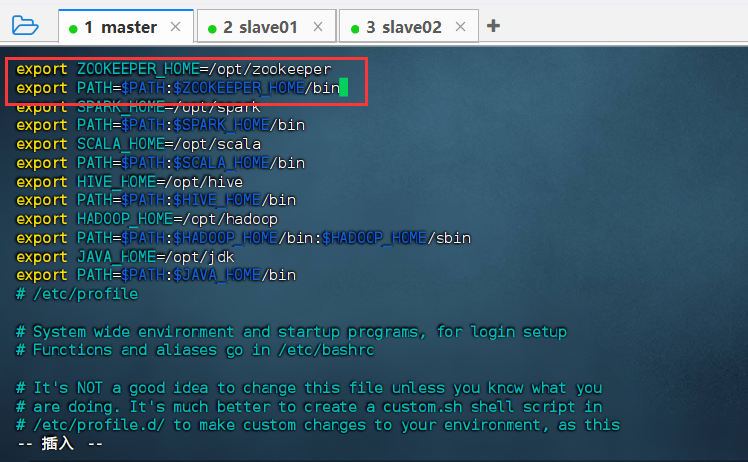 1 master × 2 slave01 × 3 slave02 × +
export ZOOKEEPER_HOME=/opt/zookeeper
export PATH=$PATH:$ZCOKEEPER_HOME/bin
export SPARK_HOME=/opt/spark
export PATH=$PATH:$SPARK_HOME/bin
export SCALA_HOME=/opt/scala
export PATH=$PATH:$SCALA_HOME/bin
export HIVE_HOME=/opt/hive
export PATH=$PATH:$HIVE_HOME/bin
export HADOOP_HOME=/opt/hadoop
export PATH=$PATH:$HADOOP_HOME/bin:$HADOOP_HOME/sbin
export JAVA_HOME=/opt/jdk
export PATH=$PATH:$JAVA_HOME/bin
# /etc/profile
# System wide environment and startup programs, for login setup
# Functions and aliases go in /etc/bashrc
# It's NOT a good idea to change this file unless you know what you
# are doing. It's much better to create a custom.sh shell script in
# /etc/profile.d/ to make custom changes to your environment, as this
-- 插入 --